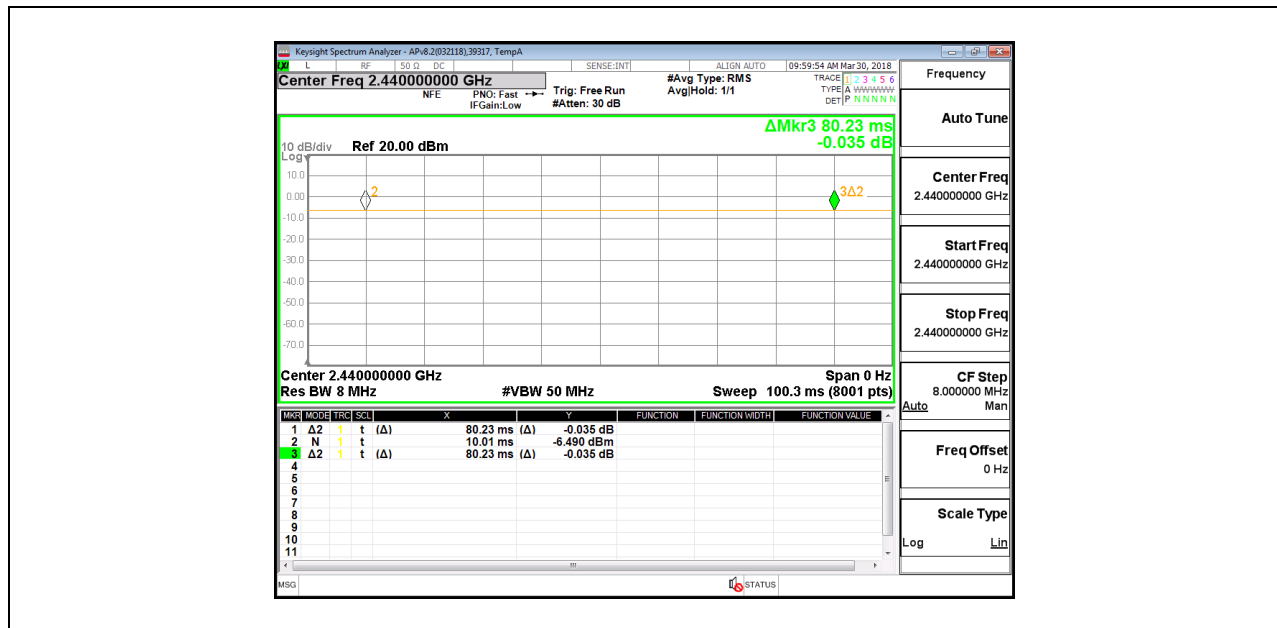 Keysight Spectrum Analyzer - APv8.2(032118),39317, TempA
LXI L RF 50 Ω DC SENSE:INT ALIGN AUTO 09:59:54 AM Mar 30, 2018
Center Freq 2.440000000 GHz
NFE PNO: Fast Trig: Free Run #Avg Type: RMS TRACE 1 2 3 4 5 6
IFGain:Low #Atten: 30 dB Avg|Hold: 1/1 TYPE A WWWWW
DET P N N N N N
ΔMkr3 80.23 ms
-0.035 dB
10 dB/div Ref 20.00 dBm
Log
10.0
0.00
-10.0
-20.0
-30.0
-40.0
-50.0
-60.0
-70.0
2
3Δ2
Center 2.440000000 GHz Span 0 Hz
Res BW 8 MHz #VBW 50 MHz Sweep 100.3 ms (8001 pts)
MKR MODE TRC SCL X Y FUNCTION FUNCTION WIDTH FUNCTION VALUE
1 Δ2 1 t (Δ) 80.23 ms (Δ) -0.035 dB
2 N 1 t 10.01 ms -6.490 dBm
3 Δ2 1 t (Δ) 80.23 ms (Δ) -0.035 dB
4
5
6
7
8
9
10
11
MSG STATUS
Frequency
Auto Tune
Center Freq
2.440000000 GHz
Start Freq
2.440000000 GHz
Stop Freq
2.440000000 GHz
CF Step
8.000000 MHz
Auto Man
Freq Offset
0 Hz
Scale Type
Log Lin